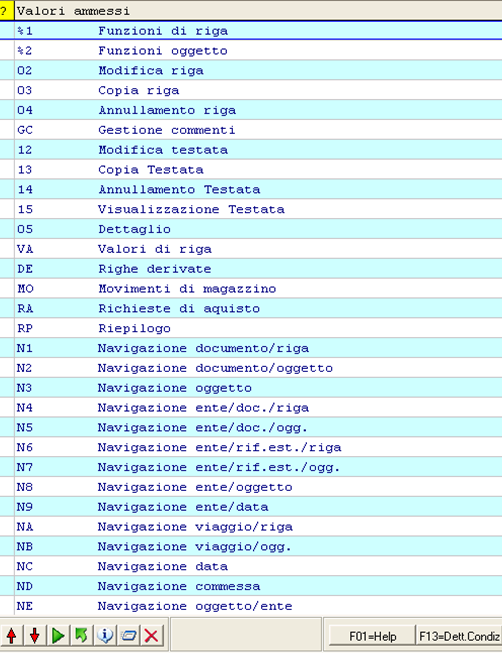 ? Valori ammessi
%1 Funzioni di riga
%2 Funzioni oggetto
02 Modifica riga
03 Copia riga
04 Annullamento riga
GC Gestione commenti
12 Modifica testata
13 Copia Testata
14 Annullamento Testata
15 Visualizzazione Testata
05 Dettaglio
VA Valori di riga
DE Righe derivate
MO Movimenti di magazzino
RA Richieste di aquisto
RP Riepilogo
N1 Navigazione documento/riga
N2 Navigazione documento/oggetto
N3 Navigazione oggetto
N4 Navigazione ente/doc./riga
N5 Navigazione ente/doc./ogg.
N6 Navigazione ente/rif.est./riga
N7 Navigazione ente/rif.est./ogg.
N8 Navigazione ente/oggetto
N9 Navigazione ente/data
NA Navigazione viaggio/riga
NB Navigazione viaggio/ogg.
NC Navigazione data
ND Navigazione commessa
NE Navigazione oggetto/ente
F01=Help F13=Dett.Condiz